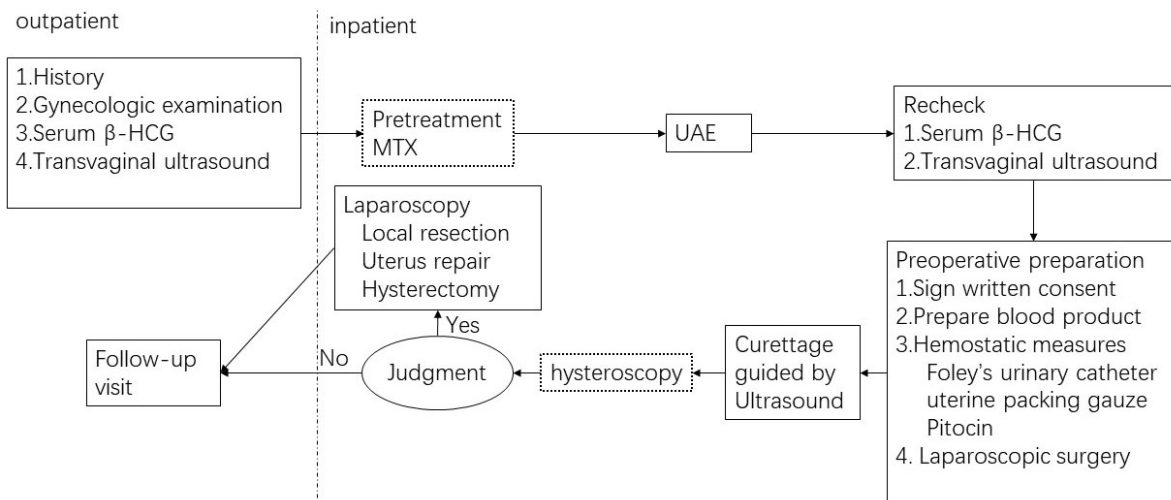 outpatient
inpatient
1.History
2.Gynecologic examination
3.Serum β-HCG
4.Transvaginal ultrasound
Pretreatment
MTX
UAE
Recheck
1.Serum β-HCG
2.Transvaginal ultrasound
Preoperative preparation
1.Sign written consent
2.Prepare blood product
3.Hemostatic measures
Foley's urinary catheter
uterine packing gauze
Pitocin
4. Laparoscopic surgery
Curettage
guided by
Ultrasound
hysteroscopy
Judgment
Yes
No
Laparoscopy
Local resection
Uterus repair
Hysterectomy
Follow-up
visit